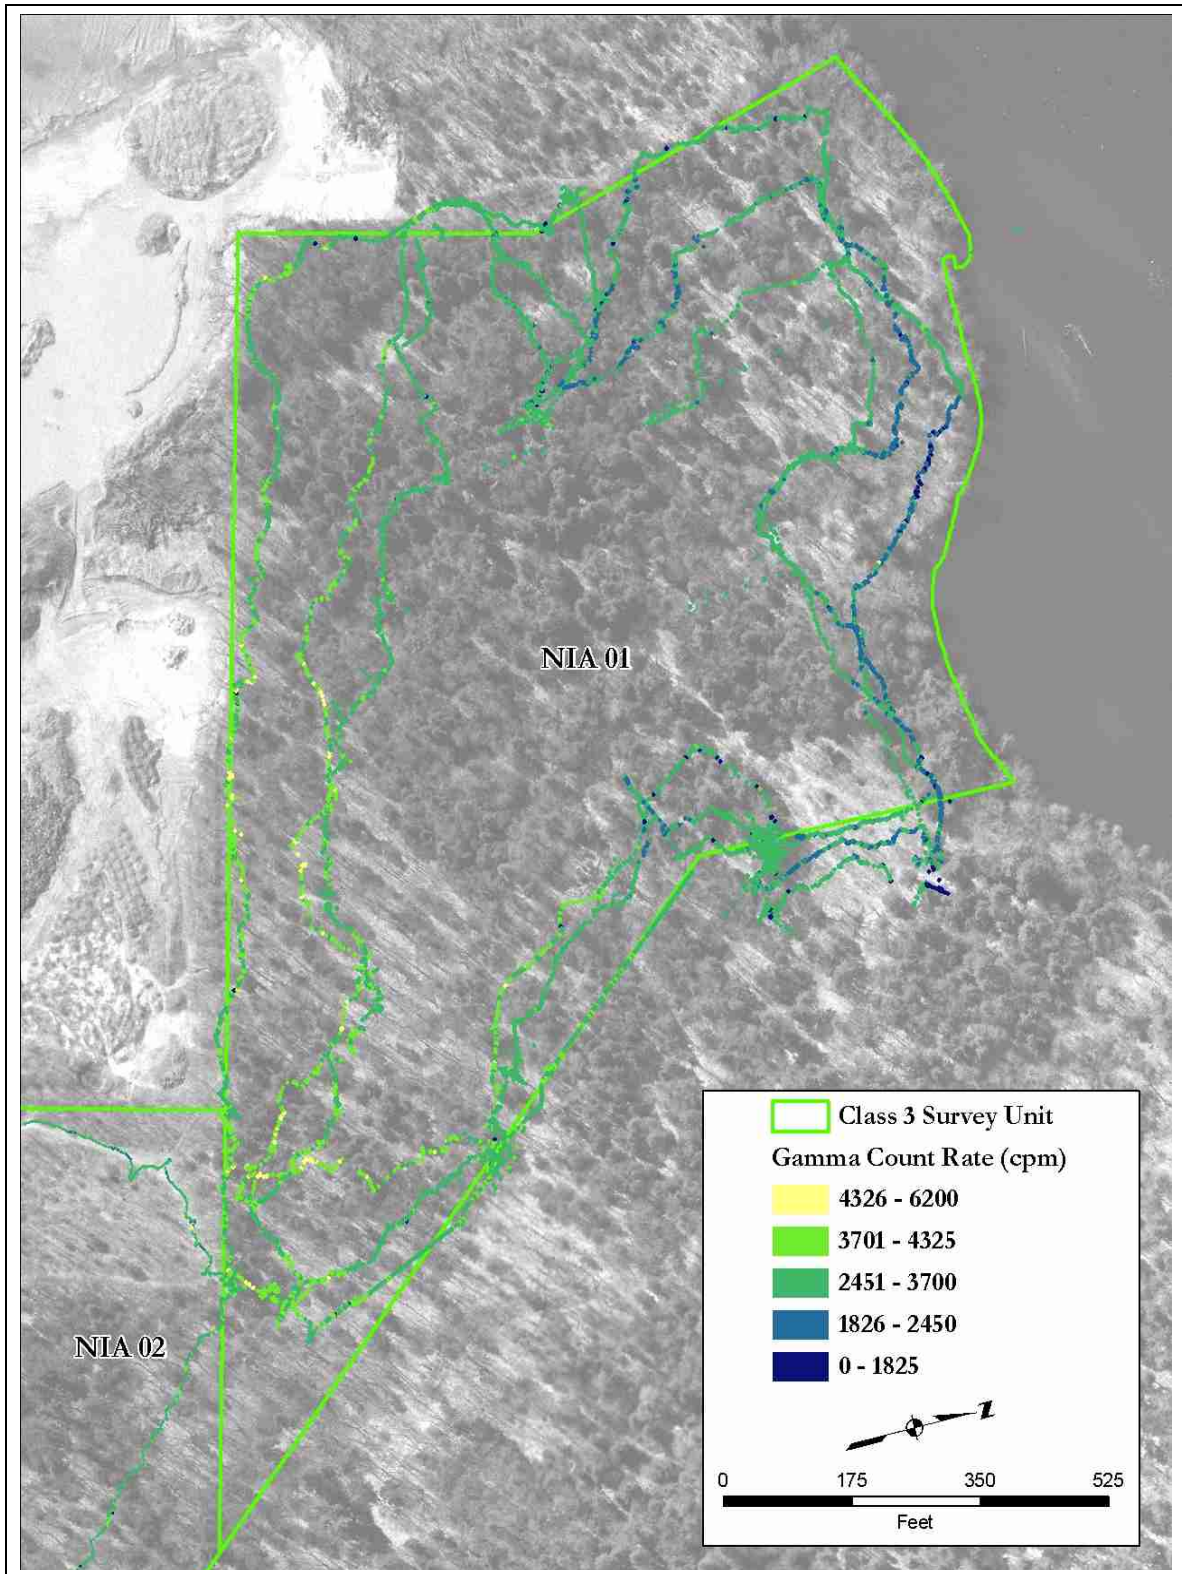 NIA 01
NIA 02
Class 3 Survey Unit
Gamma Count Rate (cpm)
4326 - 6200
3701 - 4325
2451 - 3700
1826 - 2450
0 - 1825
N
0 175 350 525
Feet